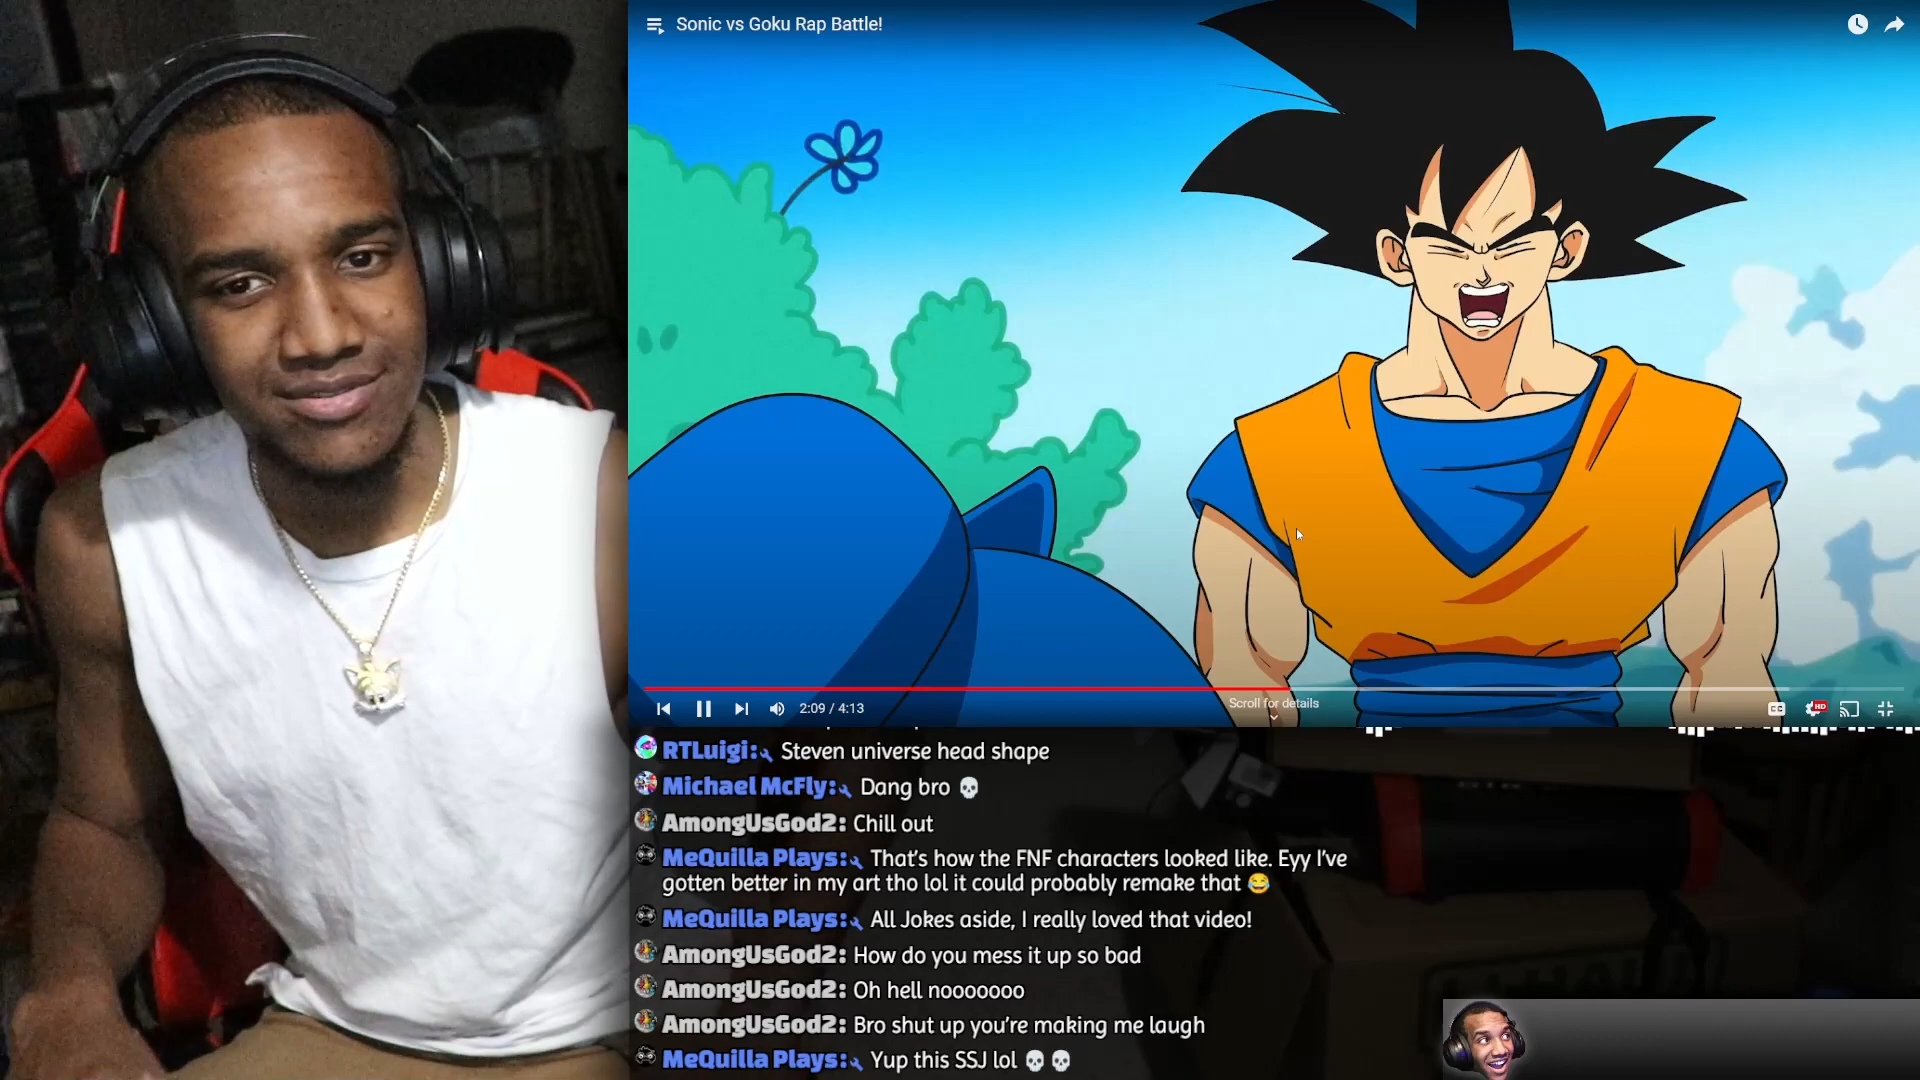 Sonic vs Goku Rap Battle!
2:09 / 4:13
Scroll for details
CC
HD
RTLuigi: Steven universe head shape
Michael McFly: Dang bro 💀
AmongUsGod2: Chill out
MeQuilla Plays: That's how the FNF characters looked like. Eyy I've
gotten better in my art tho lol it could probably remake that 😂
MeQuilla Plays: All Jokes aside, I really loved that video!
AmongUsGod2: How do you mess it up so bad
AmongUsGod2: Oh hell nooooooo
AmongUsGod2: Bro shut up you're making me laugh
MeQuilla Plays: Yup this SSJ lol 💀💀